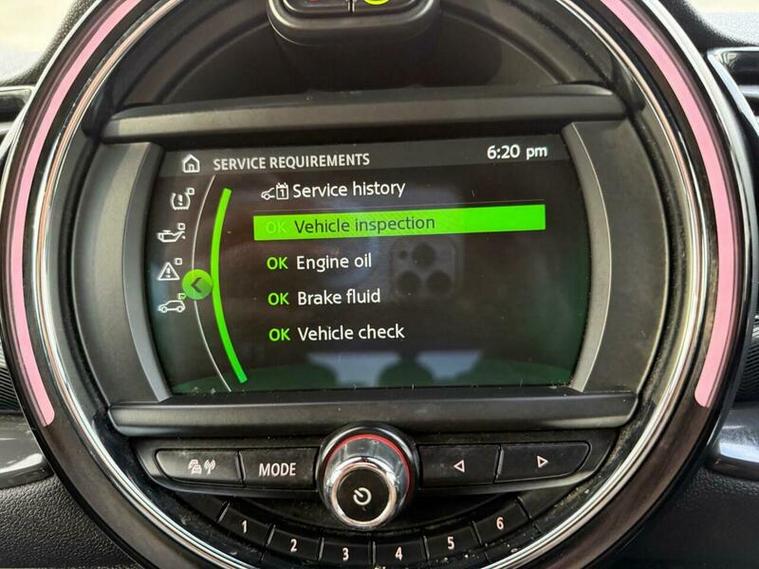 SERVICE REQUIREMENTS 6:20 pm
1 Service history
OK Vehicle inspection
OK Engine oil
OK Brake fluid
OK Vehicle check
MODE
1 2 3 4 5 6